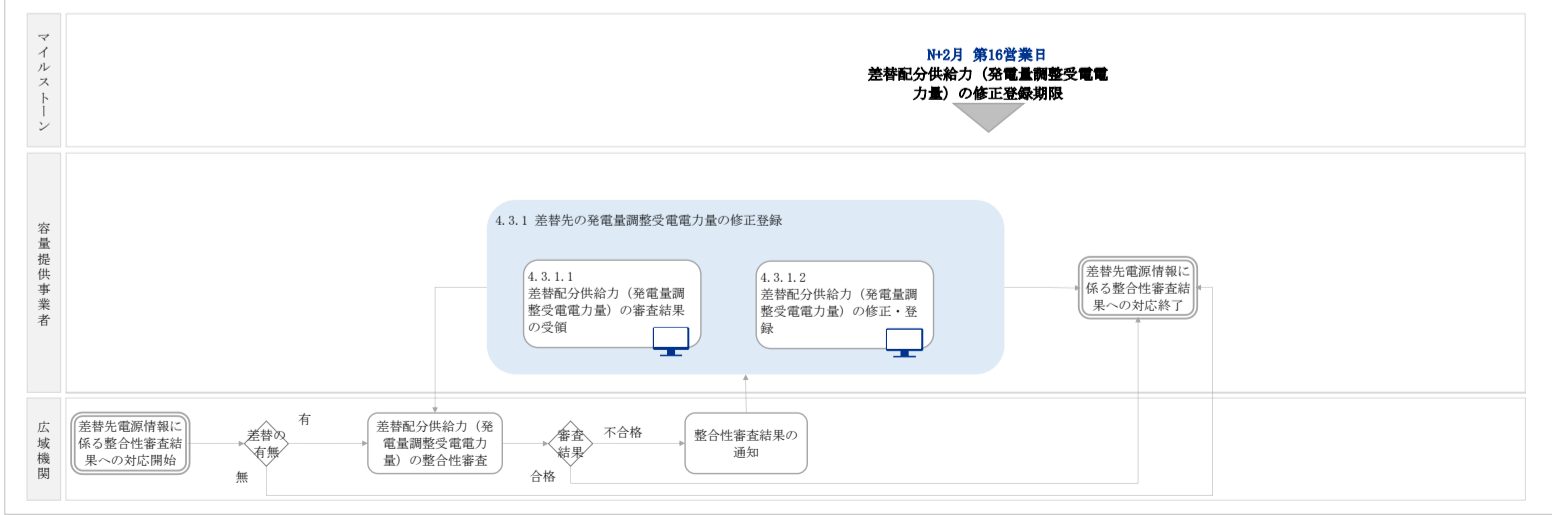 マイルストーン
N+2月 第16営業日
差替配分供給力（発電量調整受電電
力量）の修正登録期限
容量提供事業者
4.3.1 差替先の発電量調整受電電力量の修正登録
4.3.1.1
差替配分供給力（発電量調
整受電電力量）の審査結果
の受領
4.3.1.2
差替配分供給力（発電量調
整受電電力量）の修正・登
録
差替先電源情報に
係る整合性審査結
果への対応終了
広域機関
差替先電源情報に
係る整合性審査結
果への対応開始
差替の
有無
有
無
差替配分供給力（発
電量調整受電電力
量）の整合性審査
審査
結果
不合格
合格
整合性審査結果の
通知